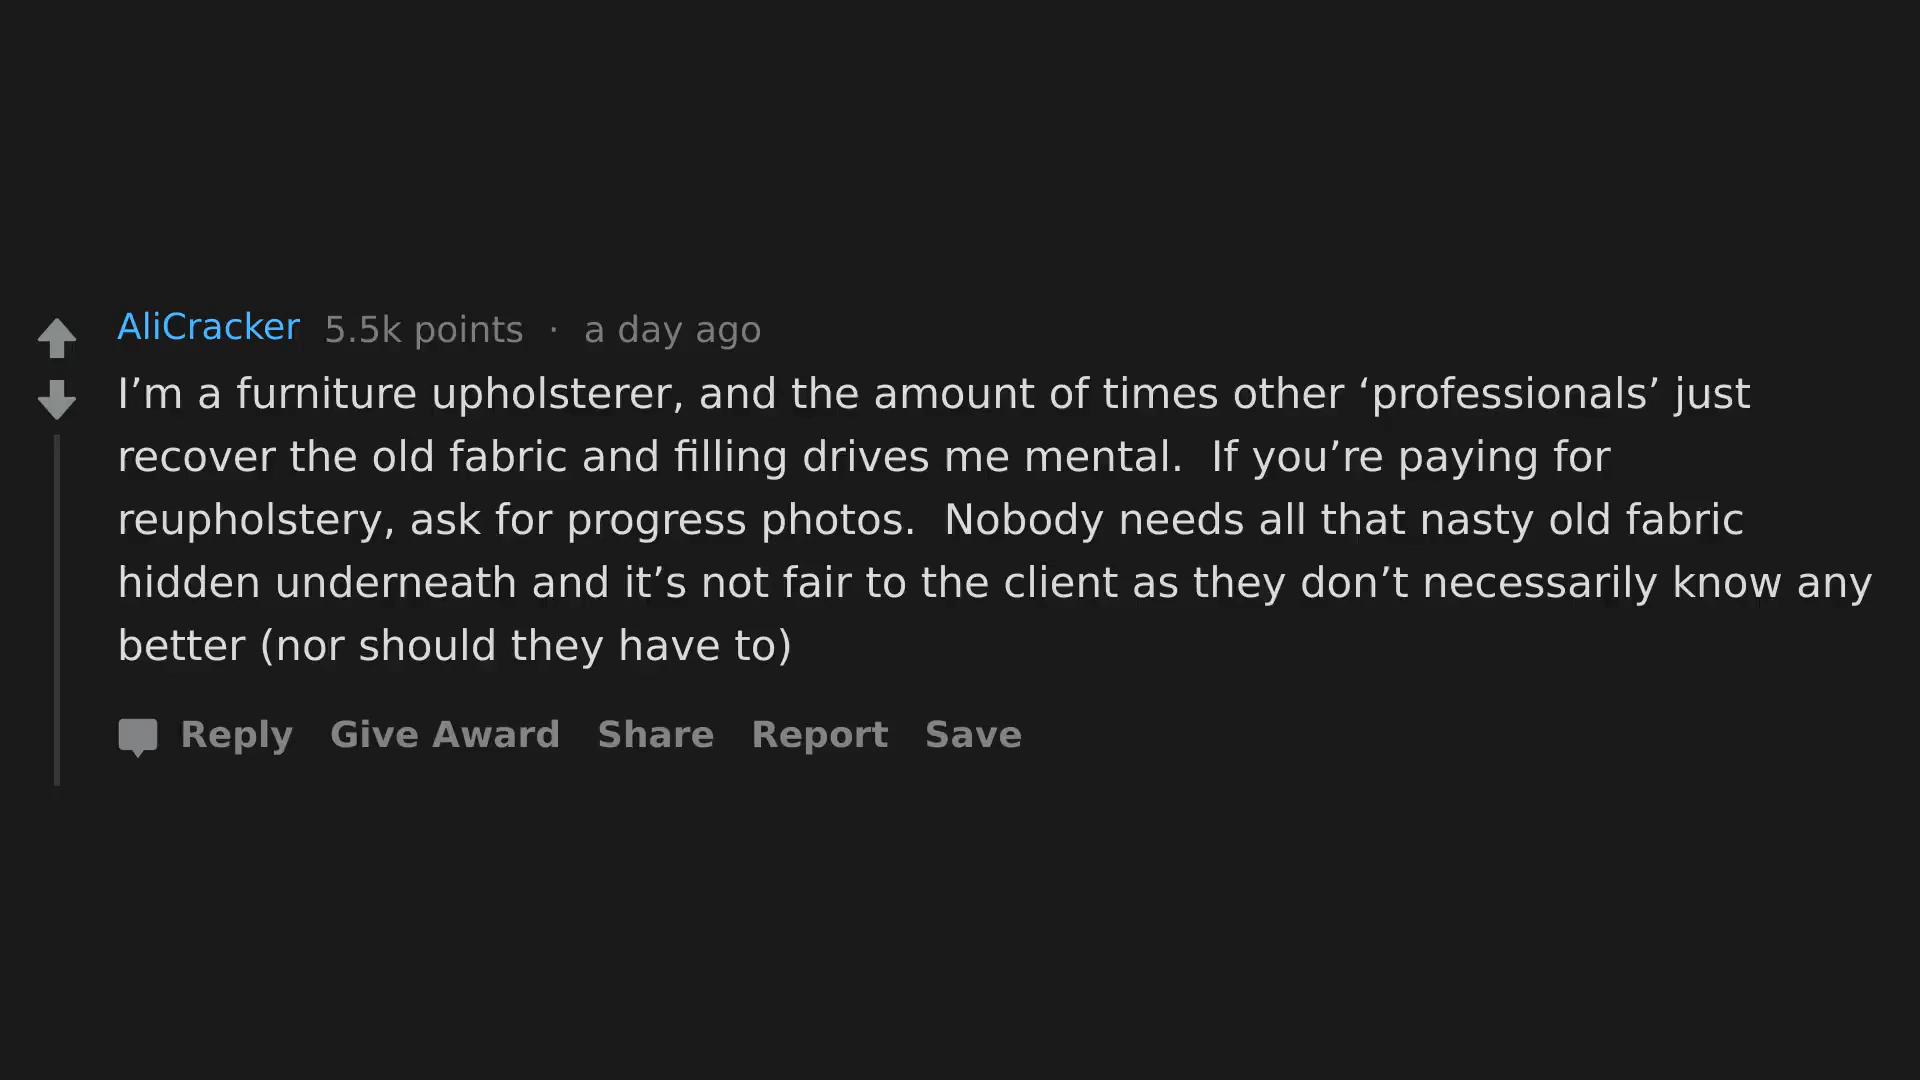 AliCracker 5.5k points · a day ago
I’m a furniture upholsterer, and the amount of times other ‘professionals’ just
recover the old fabric and filling drives me mental.  If you’re paying for
reupholstery, ask for progress photos.  Nobody needs all that nasty old fabric
hidden underneath and it’s not fair to the client as they don’t necessarily know any
better (nor should they have to)
Reply Give Award Share Report Save